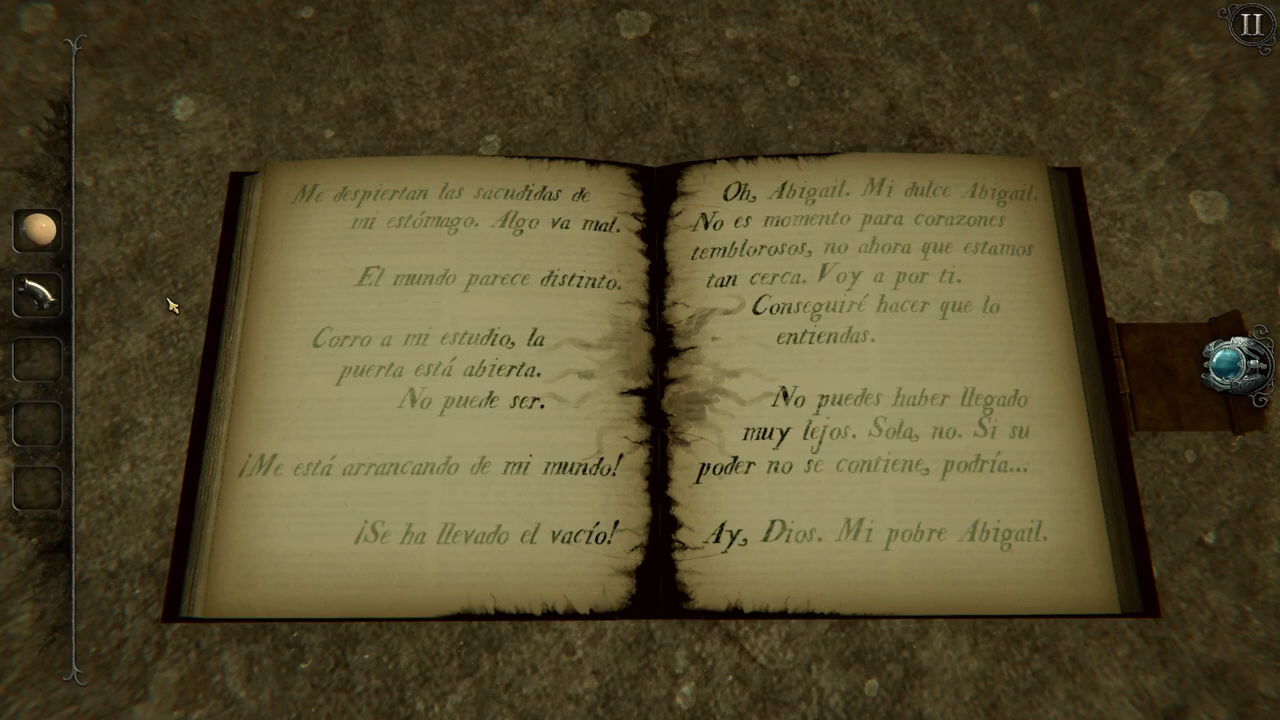 Me despiertan las sacudidas de
mi estómago. Algo va mal.
El mundo parece distinto.
Corro a mi estudio, la
puerta está abierta.
No puede ser.
¡Me está arrancando de mi mundo!
¡Se ha llevado el vacío!
Oh, Abigail. Mi dulce Abigail.
No es momento para corazones
temblorosos, no ahora que estamos
tan cerca. Voy a por ti.
Conseguiré hacer que lo
entiendas.
No puedes haber llegado
muy lejos. Sola, no. Si su
poder no se contiene, podría...
Ay, Dios. Mi pobre Abigail.